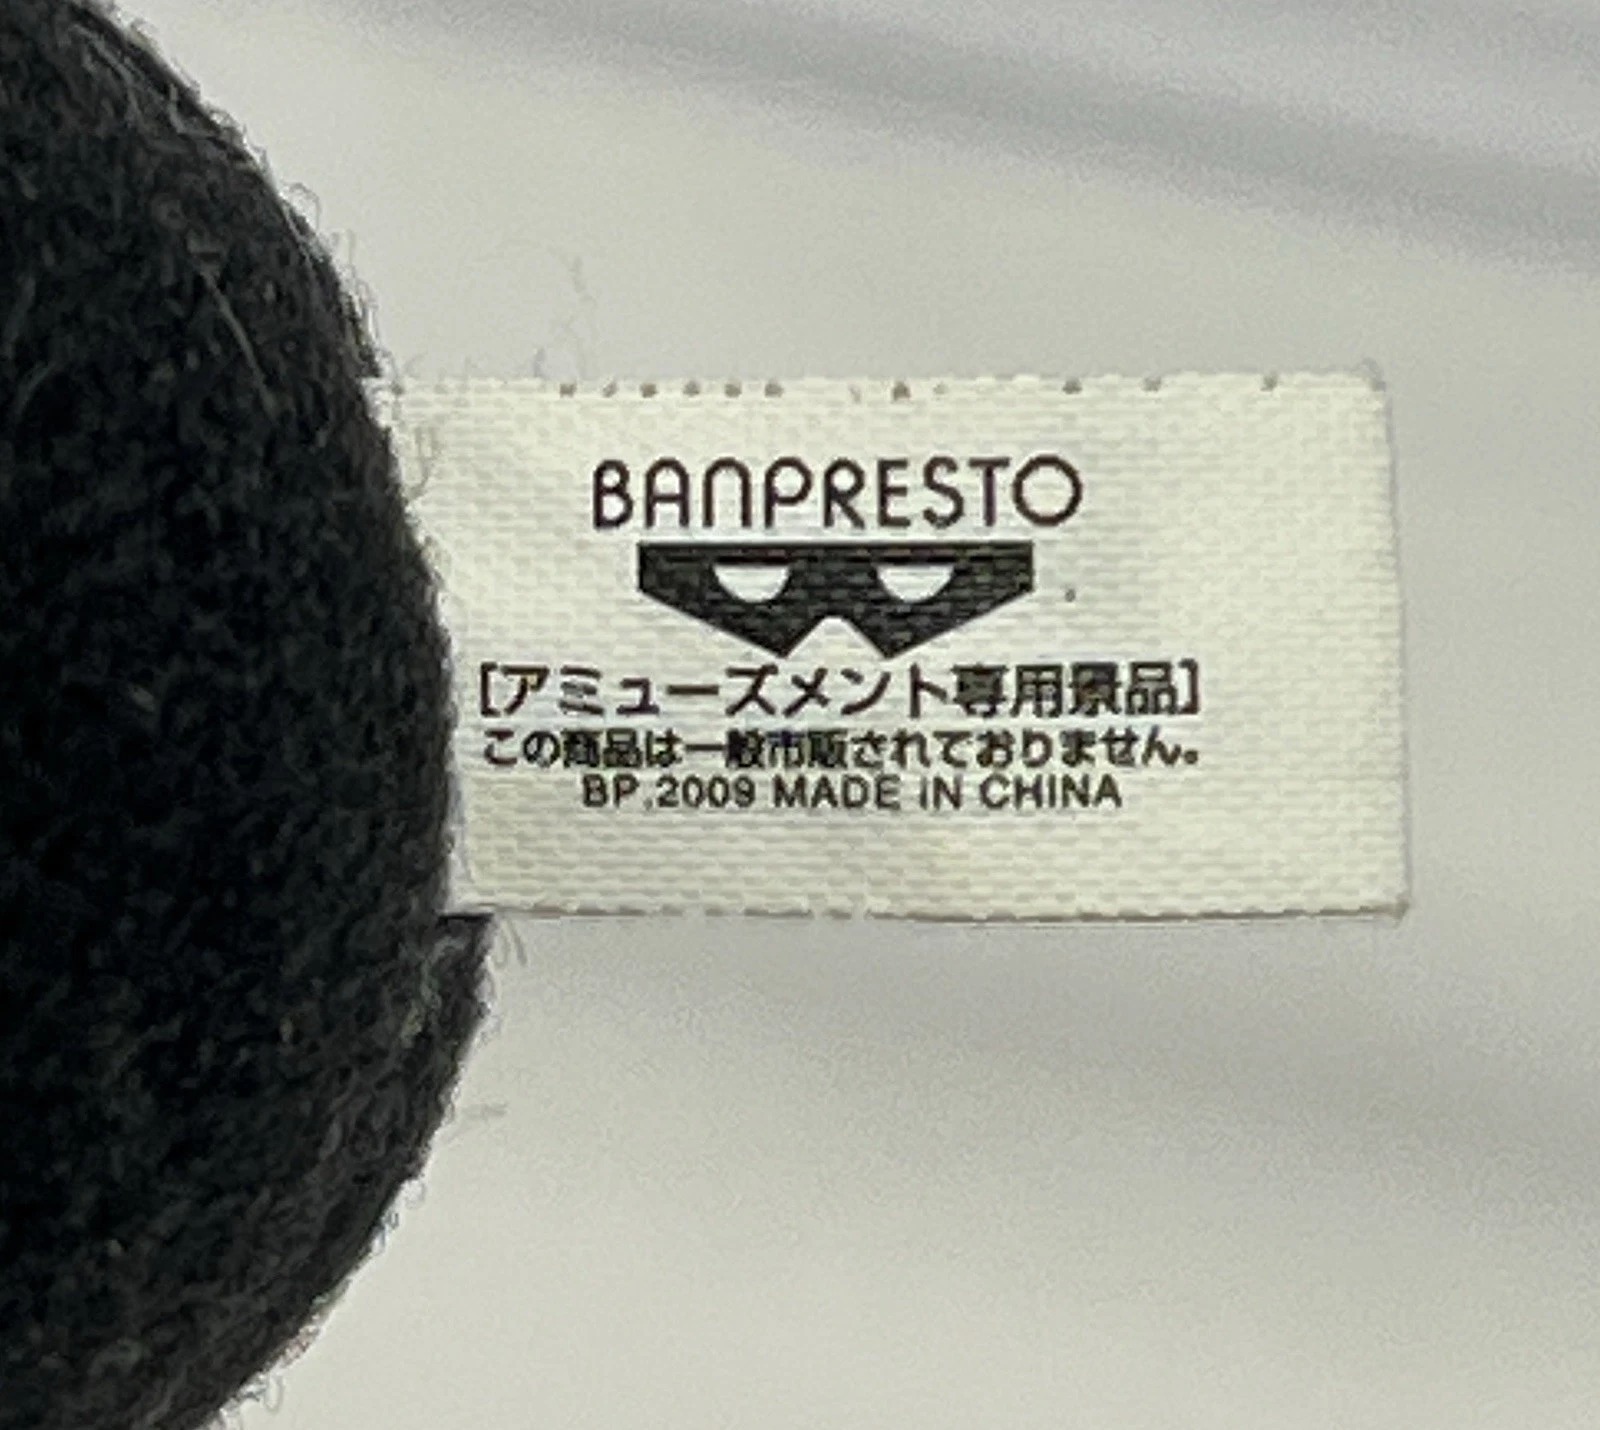 BANPRESTO
[アミューズメント専用景品]
この商品は一般市販されておりません。
BP.2009 MADE IN CHINA